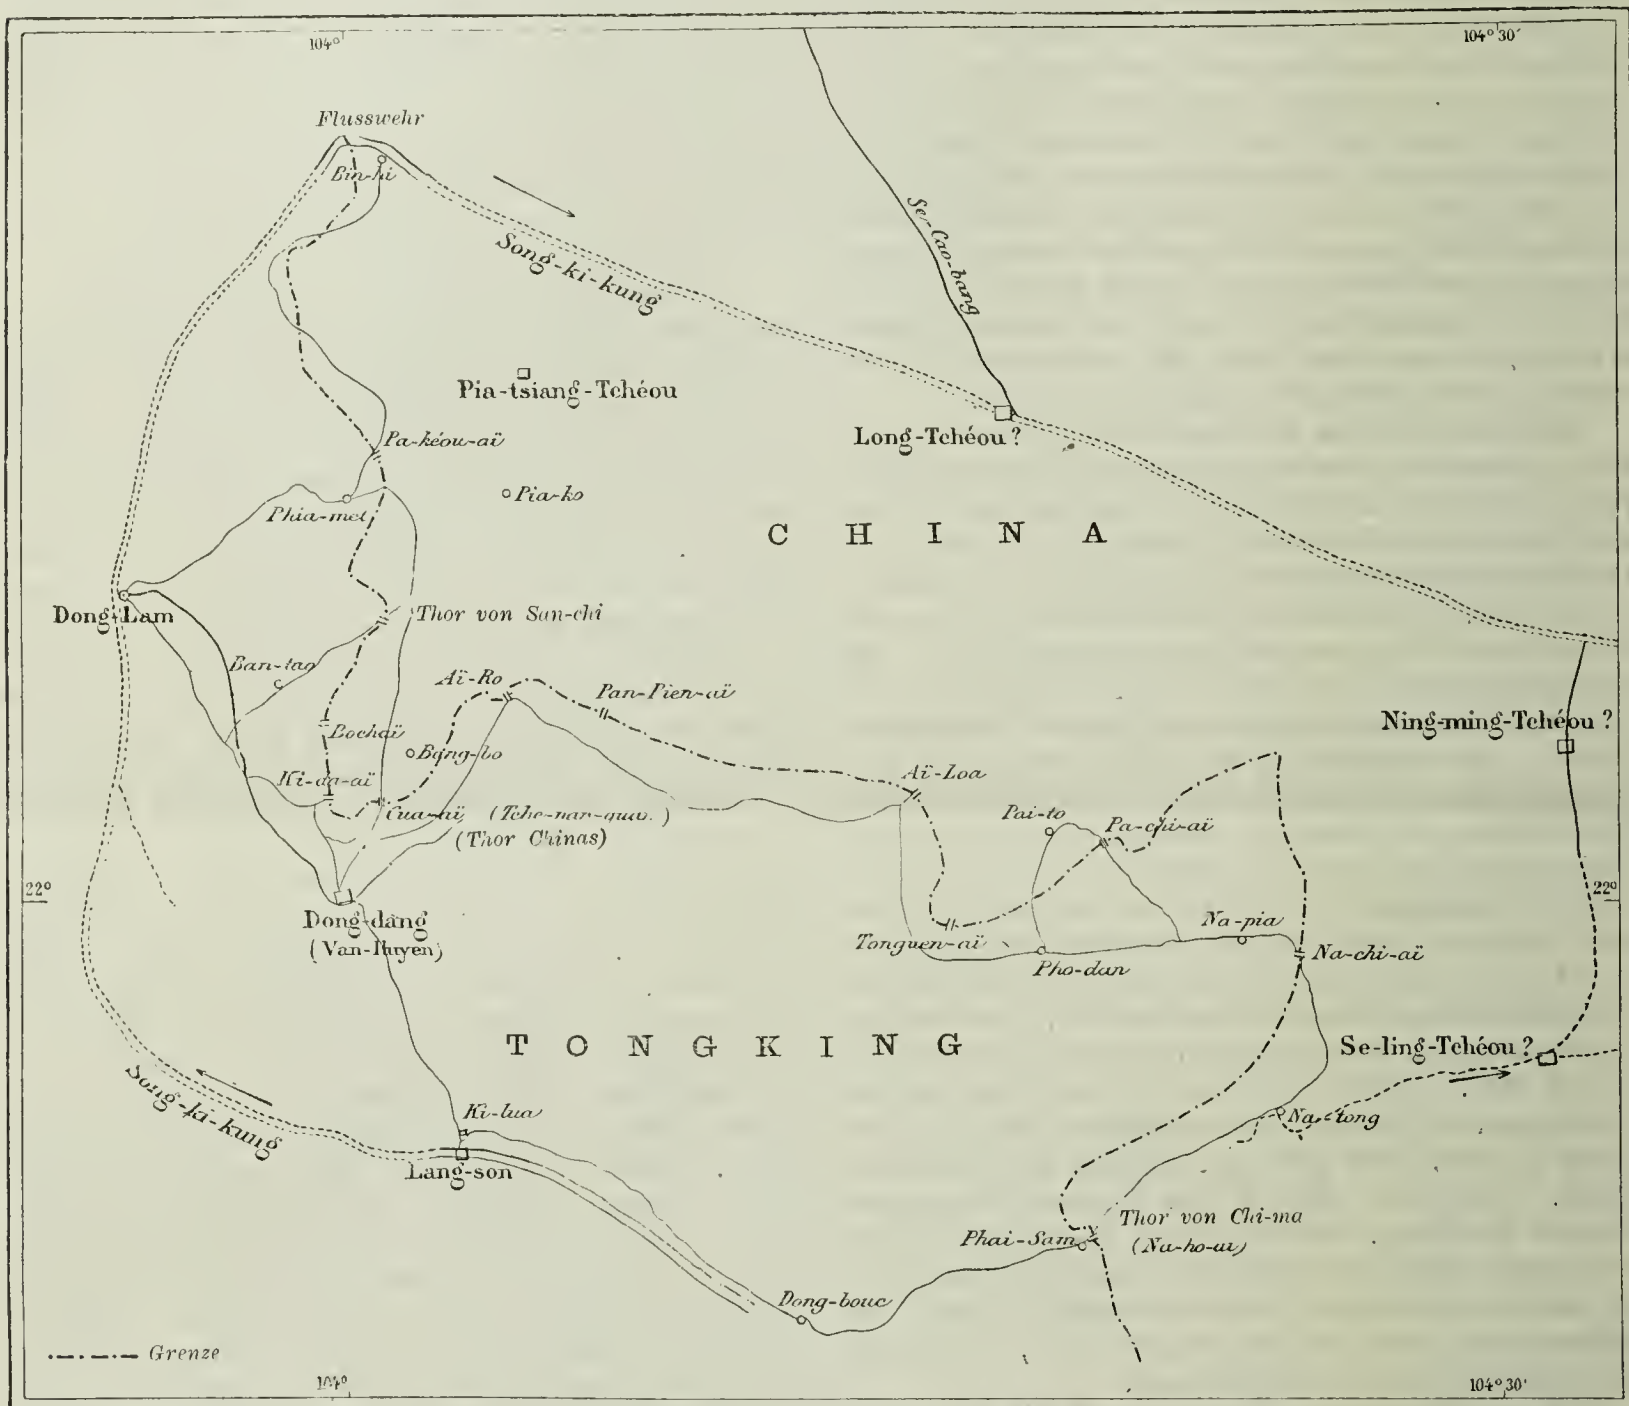 104°
104° 30′
Flusswehr
Bin-hi
Se-Cao-bang
Song-ki-kung
Pia-tsiang-Tchéou
Long-Tchéou ?
Pa-kéou-aï
Pia-ko
Phia-met
CHINA
Dong-Lam
Thor von Sun-chi
Ban-tao
Aï-Ro
Pan-Pien-aï
Ning-ming-Tchéou ?
Bochaï
Bang-bo
Ki-da-aï
Aï-Loa
Cua-aï
(Thor Chinas)
Pai-to
Pa-chi-aï
22°
22°
Dong-dang
Na-pia
Tonguen-aï
Pho-dan
Na-chi-aï
TONGKING
Se-ling-Tchéou ?
Song-ki-kung
Ki-lua
Na-tong
Lang-son
Thor von Chi-ma
Phai-Sam
(Na-ho-aï)
Dong-bouc
Grenze
104°
104° 30′